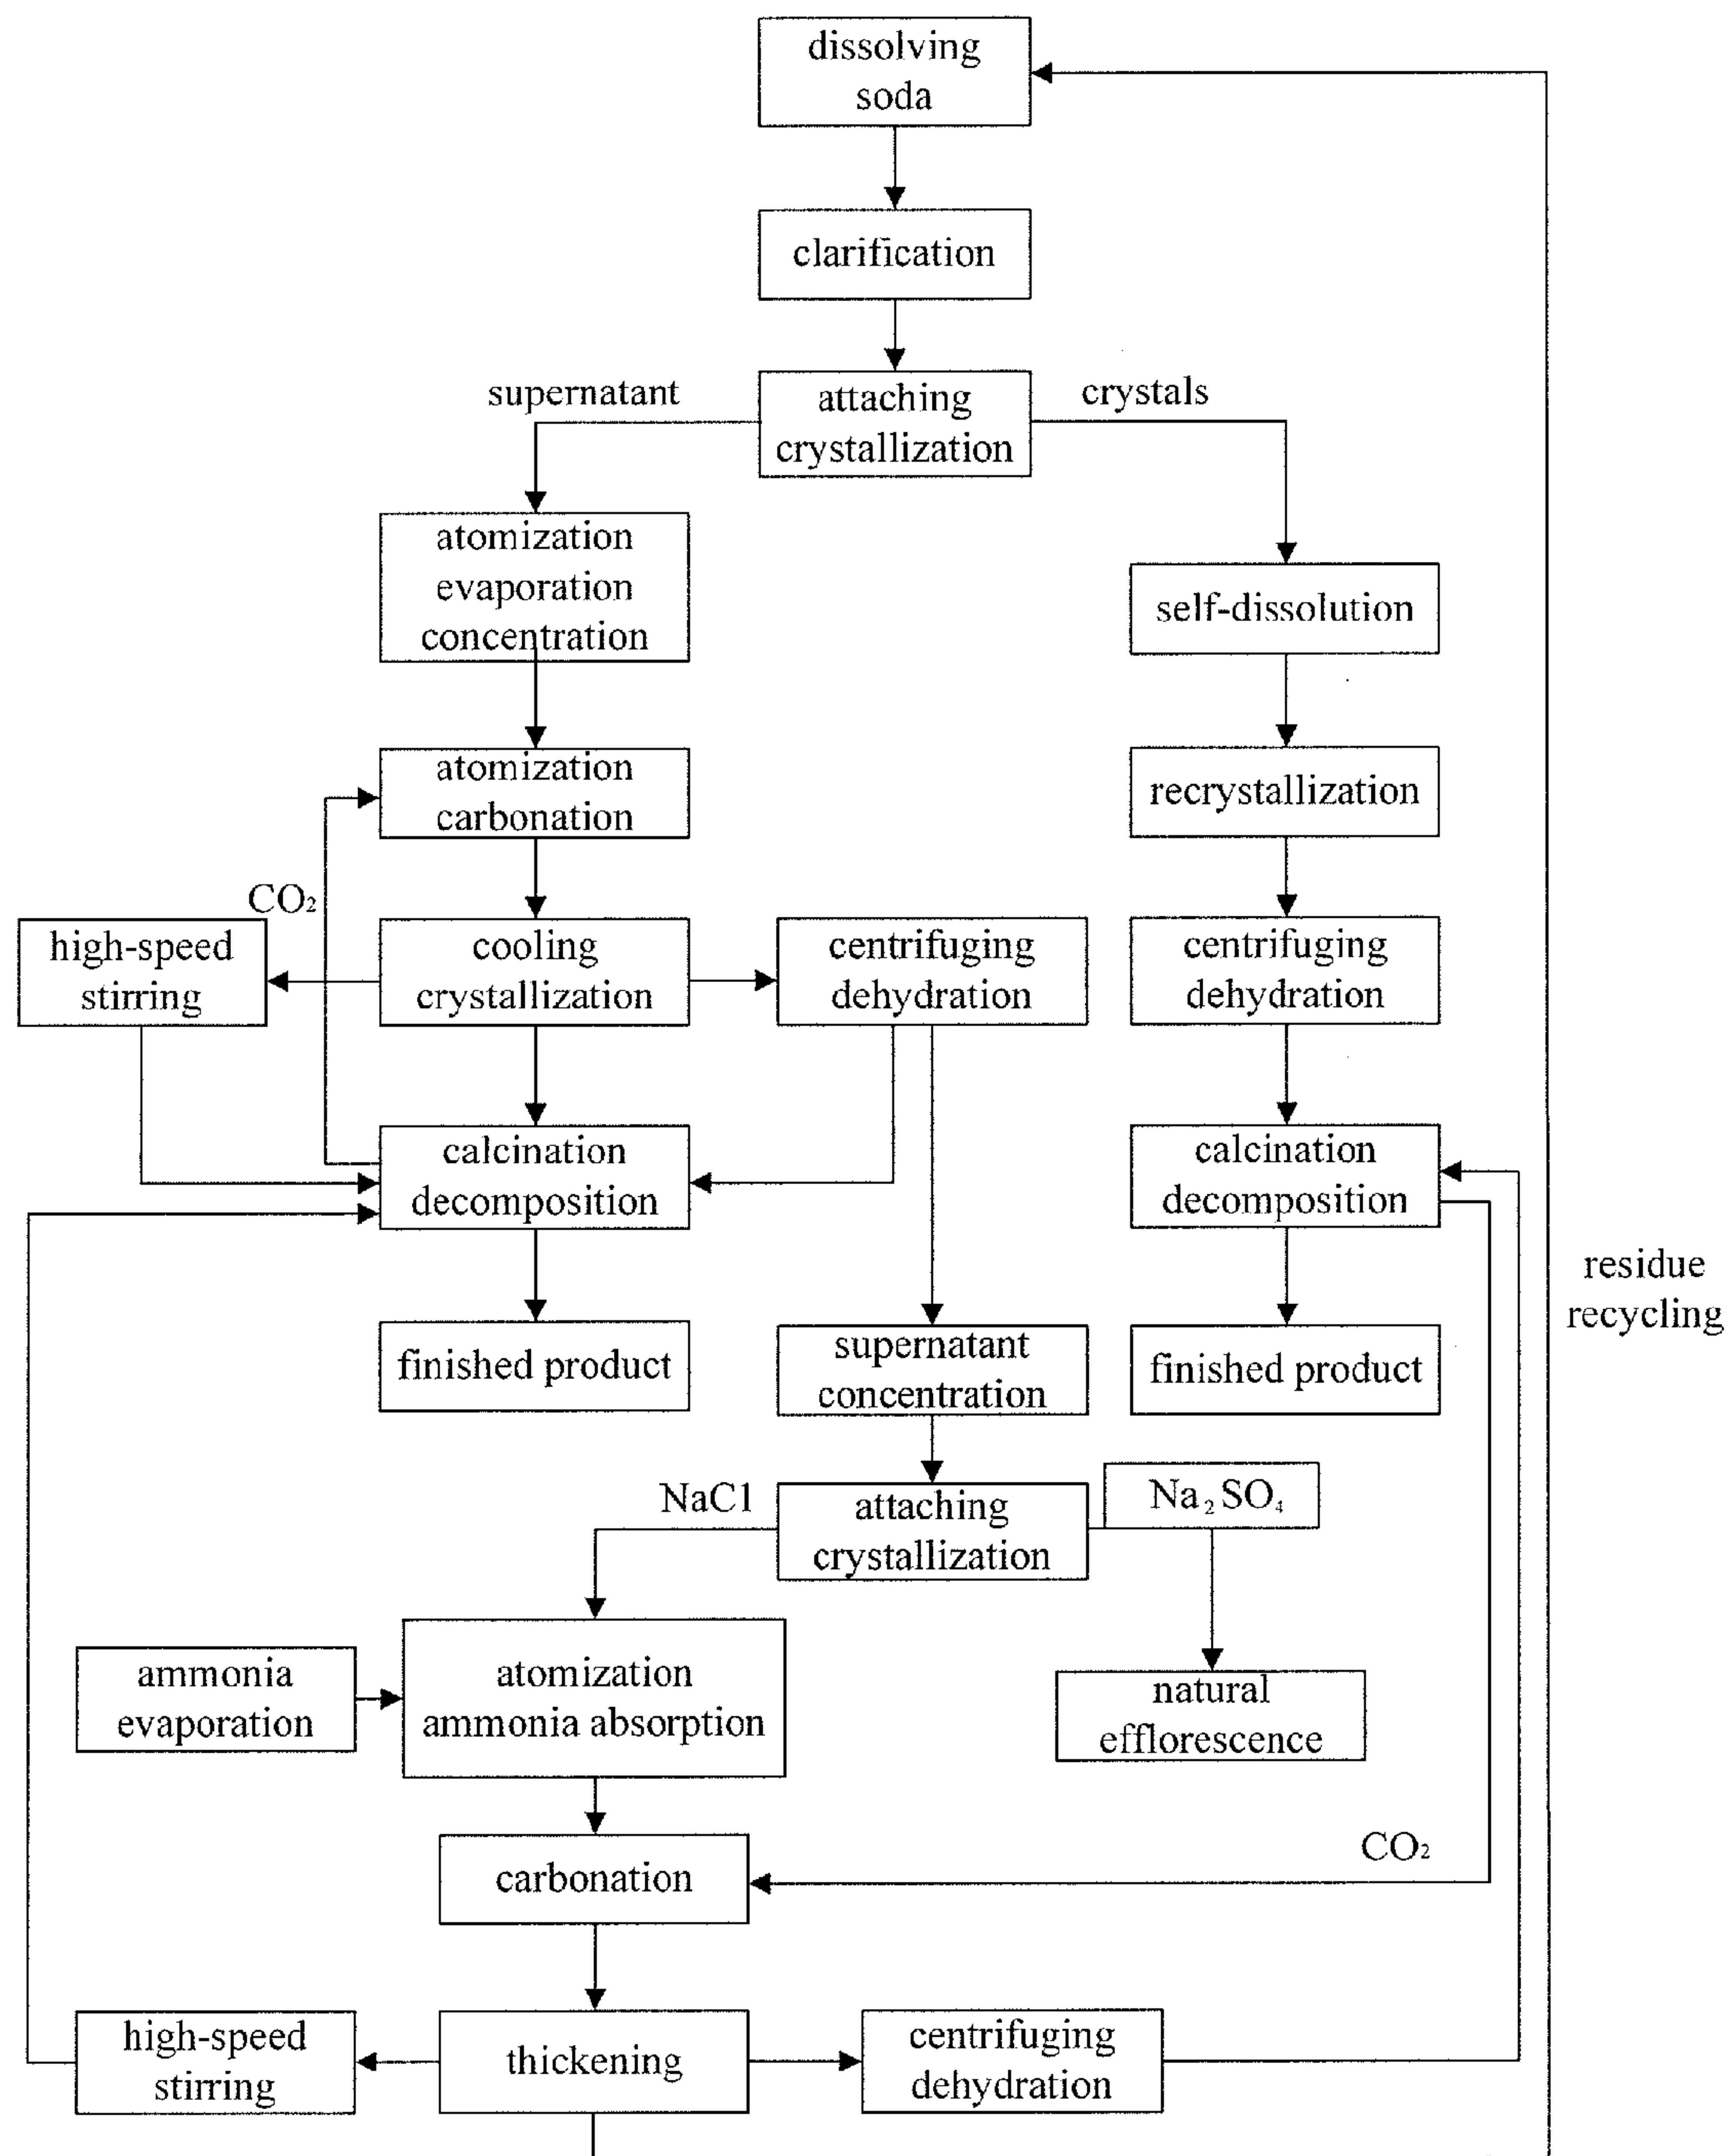 dissolving
soda
clarification
supernatant
attaching
crystallization
crystals
atomization
evaporation
concentration
self-dissolution
atomization
carbonation
recrystallization
CO₂
high-speed
stirring
cooling
crystallization
centrifuging
dehydration
centrifuging
dehydration
calcination
decomposition
calcination
decomposition
residue
recycling
finished product
supernatant
concentration
finished product
NaCl
attaching
crystallization
Na₂SO₄
ammonia
evaporation
atomization
ammonia absorption
natural
efflorescence
carbonation
CO₂
high-speed
stirring
thickening
centrifuging
dehydration